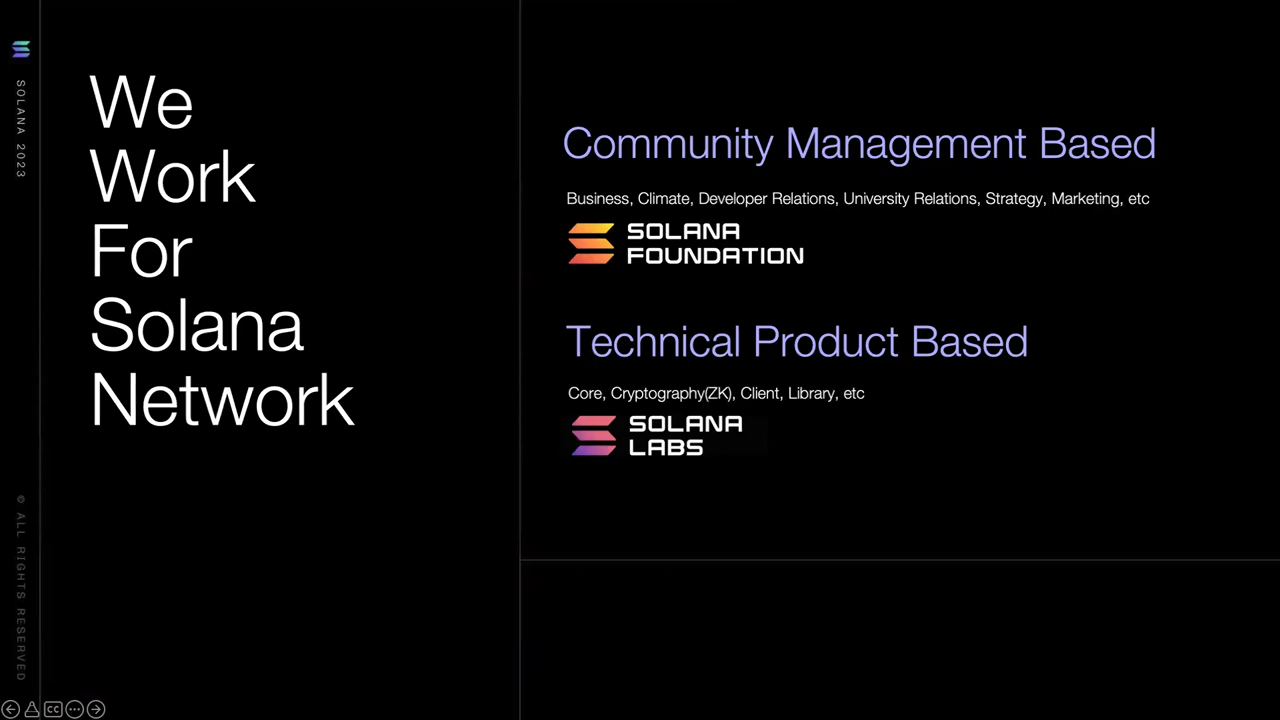 SOLANA 2023
We
Work
For
Solana
Network
Community Management Based
Business, Climate, Developer Relations, University Relations, Strategy, Marketing, etc
SOLANA
FOUNDATION
Technical Product Based
Core, Cryptography(ZK), Client, Library, etc
SOLANA
LABS
© ALL RIGHTS RESERVED
CC